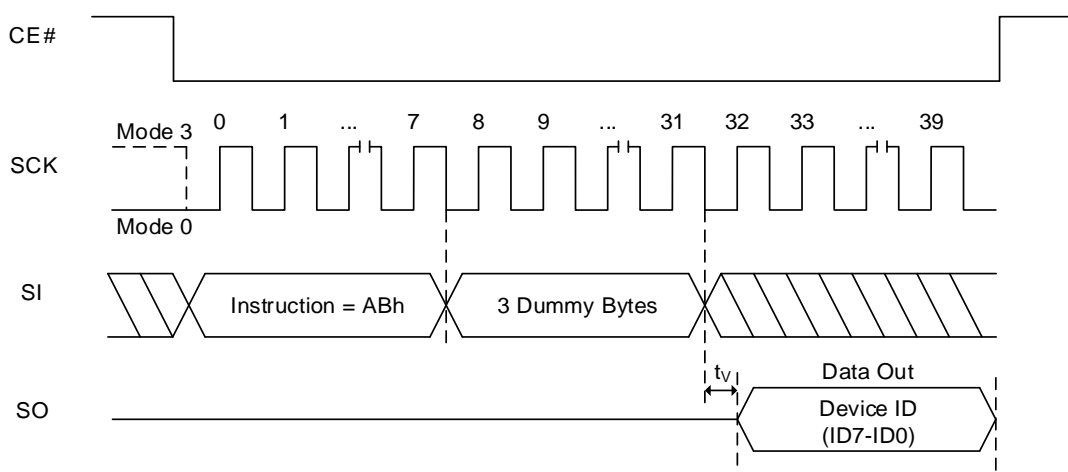 CE#
0 1 ... 7 8 9 ... 31 32 33 ... 39
Mode 3
SCK
Mode 0
SI
Instruction = ABh
3 Dummy Bytes
tV
Data Out
SO
Device ID
(ID7-ID0)